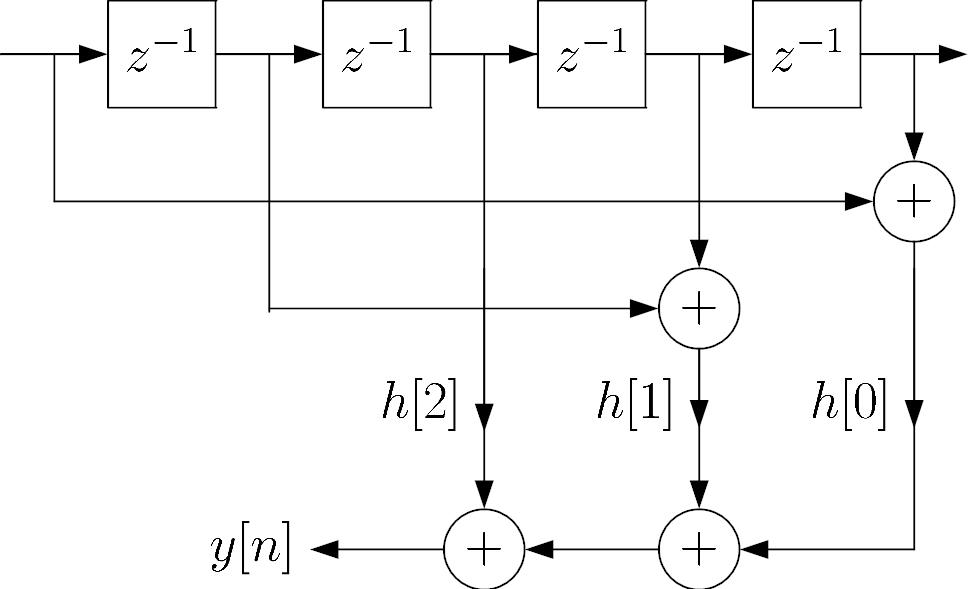 z⁻¹ z⁻¹ z⁻¹ z⁻¹
+
+
h[2] h[1] h[0]
y[n] + +